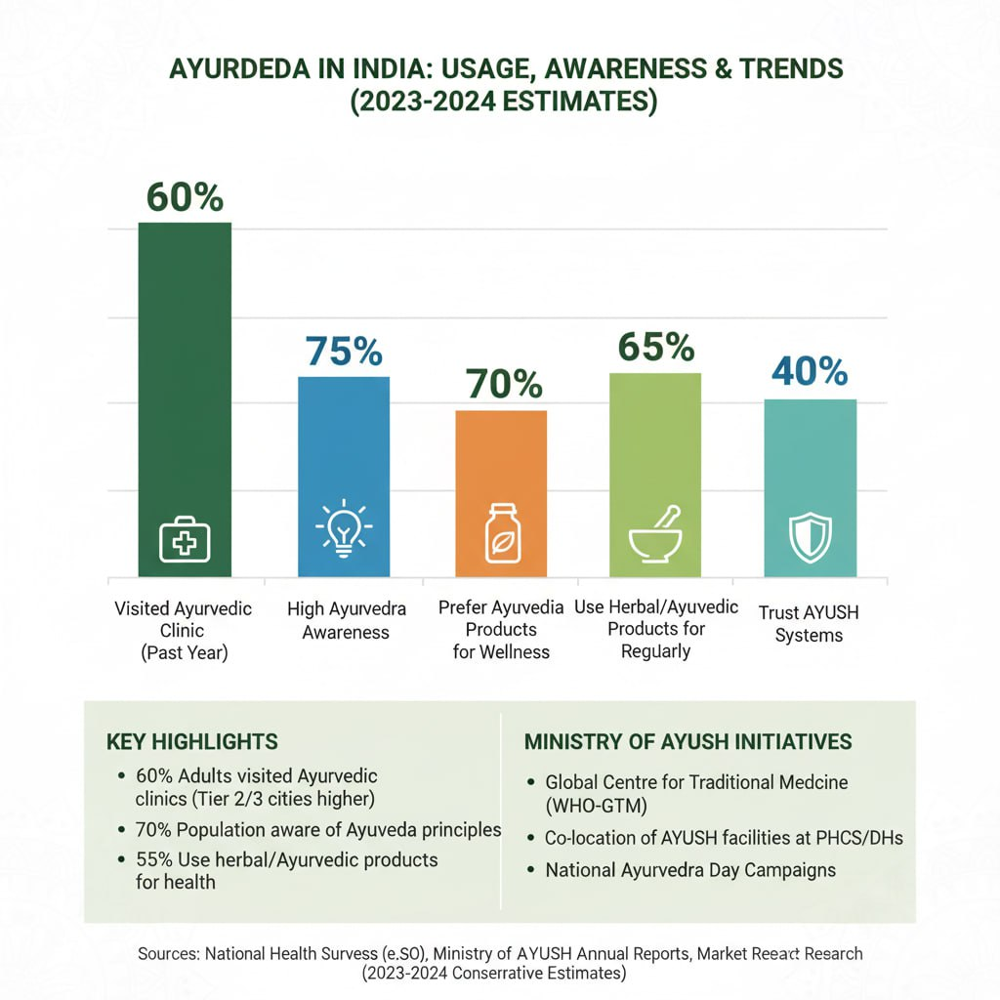 AYURDEDA IN INDIA: USAGE, AWARENESS & TRENDS
(2023-2024 ESTIMATES)
60%
75%
70%
65%
40%
Visited Ayurvedic
Clinic
(Past Year)
High Ayurvedra
Awareness
Prefer Ayuvedia
Products
for Wellness
Use Herbal/Ayuvedic
Products for
Regularly
Trust AYUSH
Systems
KEY HIGHLIGHTS
• 60% Adults visited Ayurvedic
clinics (Tier 2/3 cities higher)
• 70% Population aware of Ayuveda principles
• 55% Use herbal/Ayurvedic products
for health
MINISTRY OF AYUSH INITIATIVES
• Global Centre for Traditional Medcine
(WHO-GTM)
• Co-location of AYUSH facilities at PHCS/DHs
• National Ayurvedra Day Campaigns
Sources: National Health Survess (e.SO), Ministry of AYUSH Annual Reports, Market Research
(2023-2024 Conserrative Estimates)